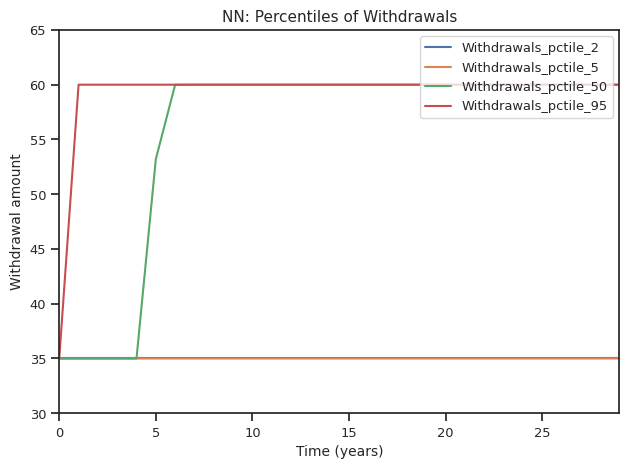 NN: Percentiles of Withdrawals
65
60
55
50
45
40
35
30
Withdrawal amount
Withdrawals_pctile_2
Withdrawals_pctile_5
Withdrawals_pctile_50
Withdrawals_pctile_95
0 5 10 15 20 25
Time (years)